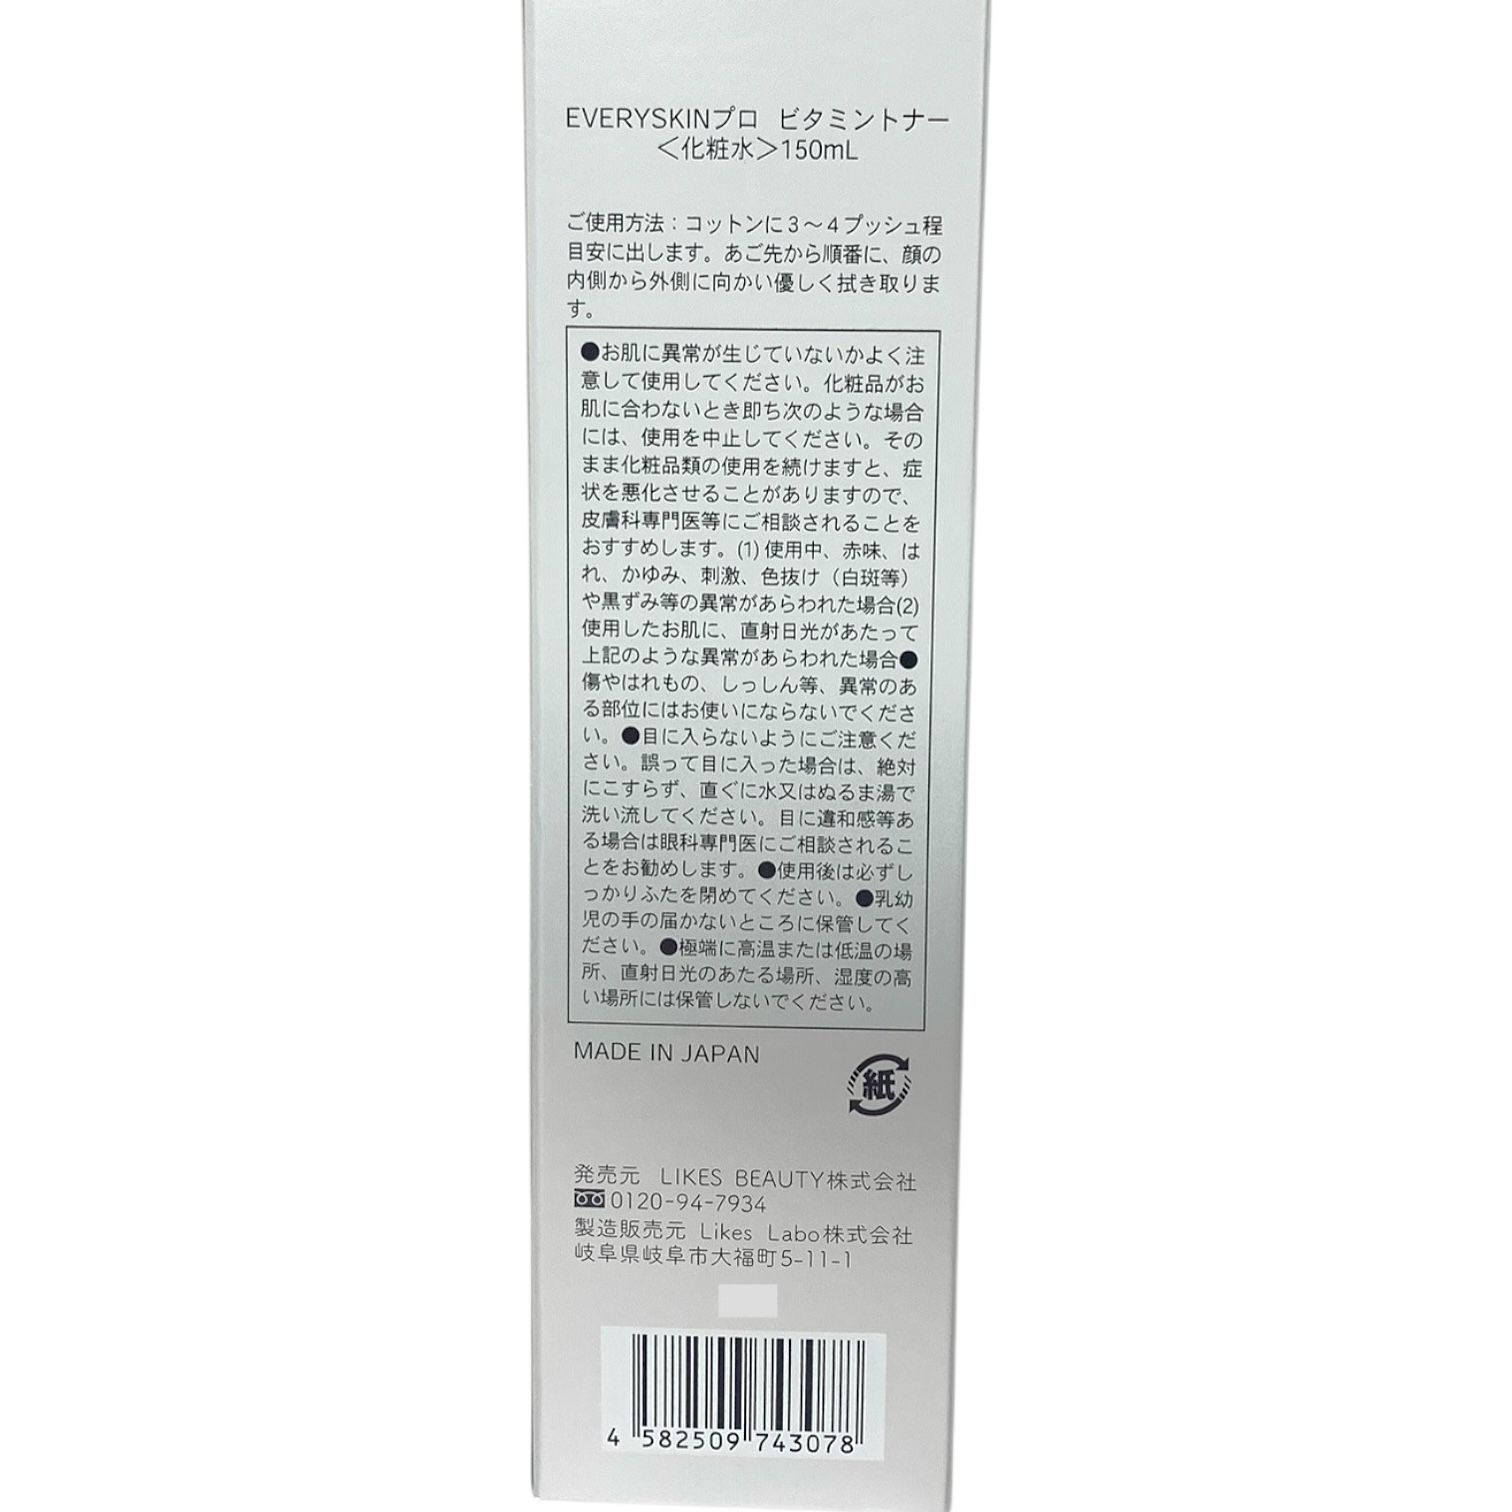 EVERYSKINプロ ビタミントナー
＜化粧水＞150mL
ご使用方法：コットンに3～4プッシュ程
目安に出します。あご先から順番に、顔の
内側から外側に向かい優しく拭き取りま
す。
●お肌に異常が生じていないかよく注
意して使用してください。化粧品がお
肌に合わないとき即ち次のような場合
には、使用を中止してください。その
まま化粧品類の使用を続けますと、症
状を悪化させることがありますので、
皮膚科専門医等にご相談されることを
おすすめします。(1) 使用中、赤味、は
れ、かゆみ、刺激、色抜け（白斑等）
や黒ずみ等の異常があらわれた場合(2)
使用したお肌に、直射日光があたって
上記のような異常があらわれた場合●
傷やはれもの、しっしん等、異常のあ
る部位にはお使いにならないでくださ
い。●目に入らないようにご注意くだ
さい。誤って目に入った場合は、絶対
にこすらず、直ぐに水又はぬるま湯で
洗い流してください。目に違和感等あ
る場合は眼科専門医にご相談されるこ
とをお勧めします。●使用後は必ずし
っかりふたを閉めてください。●乳幼
児の手の届かないところに保管してく
ださい。●極端に高温または低温の場
所、直射日光のあたる場所、湿度の高
い場所には保管しないでください。
MADE IN JAPAN
紙
発売元 LIKES BEAUTY株式会社
0120-94-7934
製造販売元 Likes Labo株式会社
岐阜県岐阜市大福町5-11-1
4 582509 743078